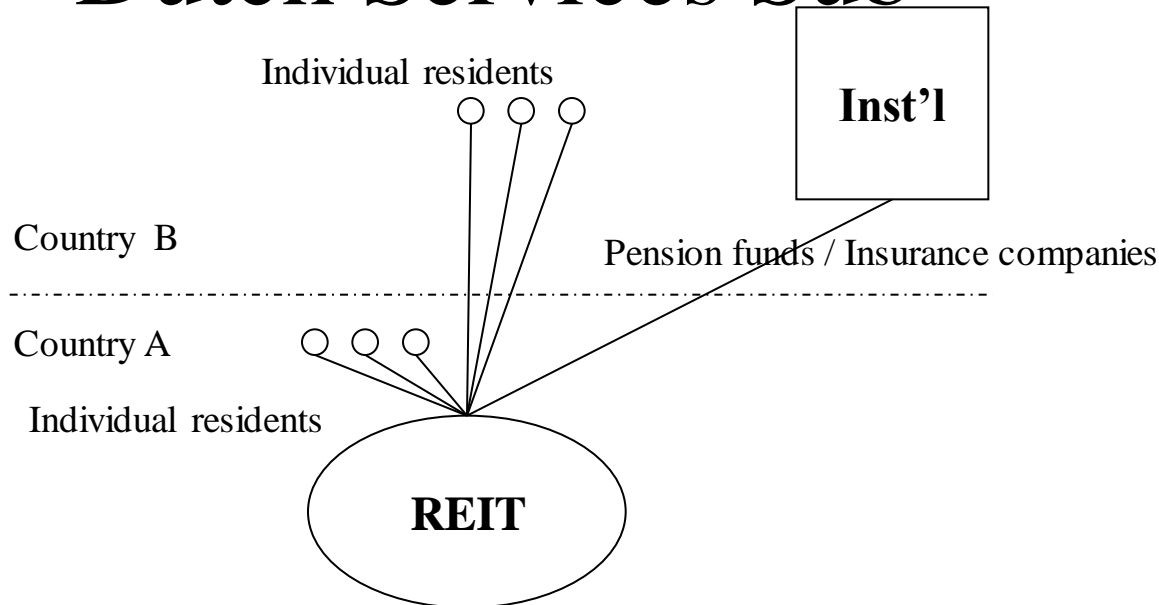 Individual residents
Inst’l
Country B
Pension funds / Insurance companies
Country A
Individual residents
REIT